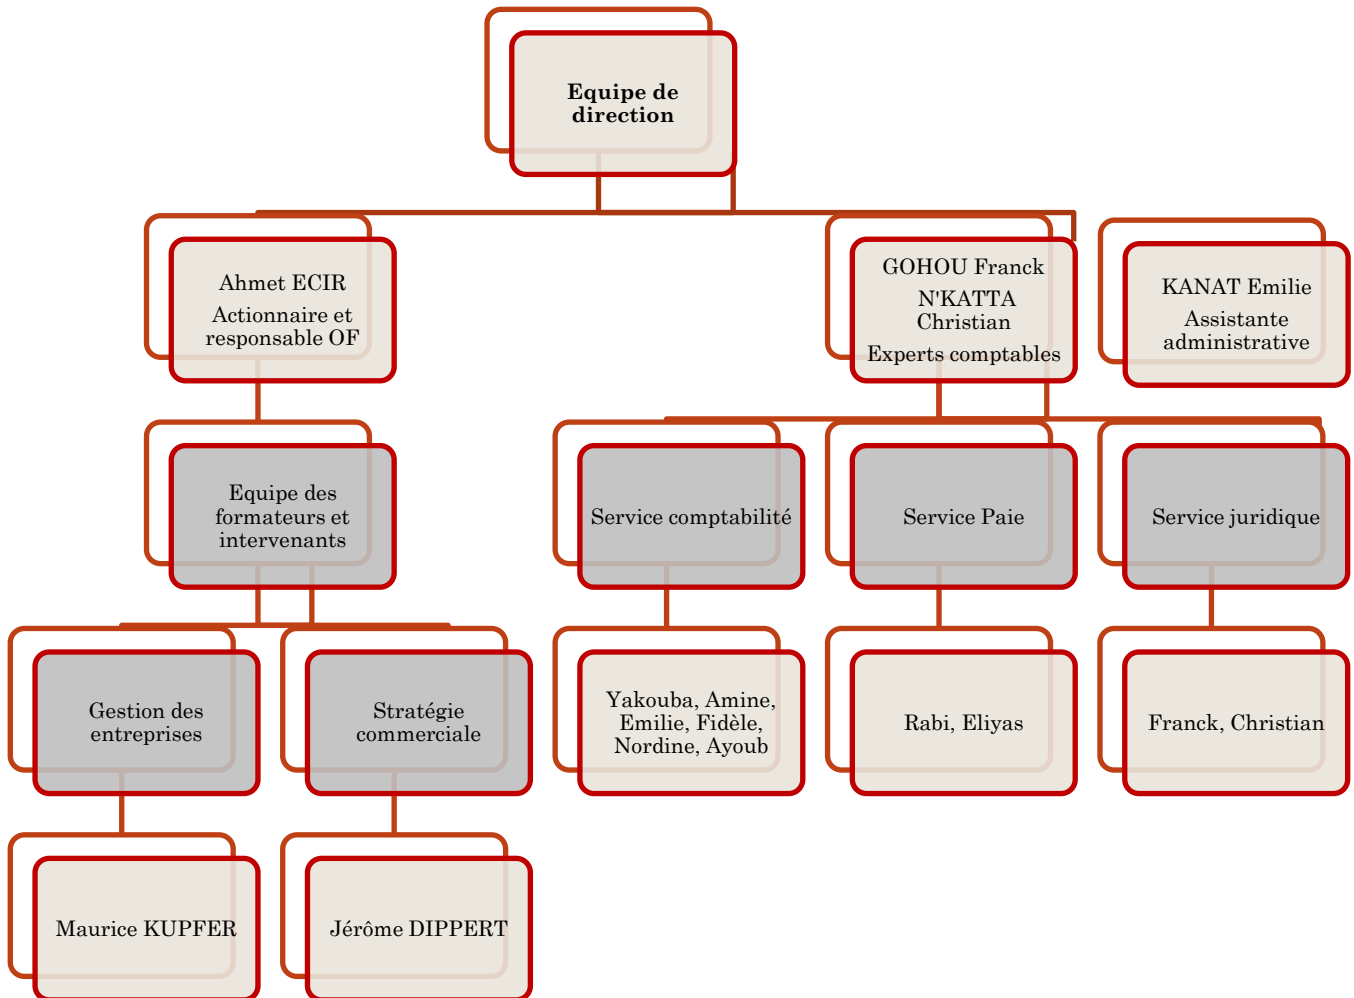 Equipe de
direction
Ahmet ECIR
Actionnaire et
responsable OF
GOHOU Franck
N'KATTA
Christian
Experts comptables
KANAT Emilie
Assistante
administrative
Equipe des
formateurs et
intervenants
Service comptabilité
Service Paie
Service juridique
Gestion des
entreprises
Stratégie
commerciale
Yakouba, Amine,
Emilie, Fidèle,
Nordine, Ayoub
Rabi, Eliyas
Franck, Christian
Maurice KUPFER
Jérôme DIPPERT